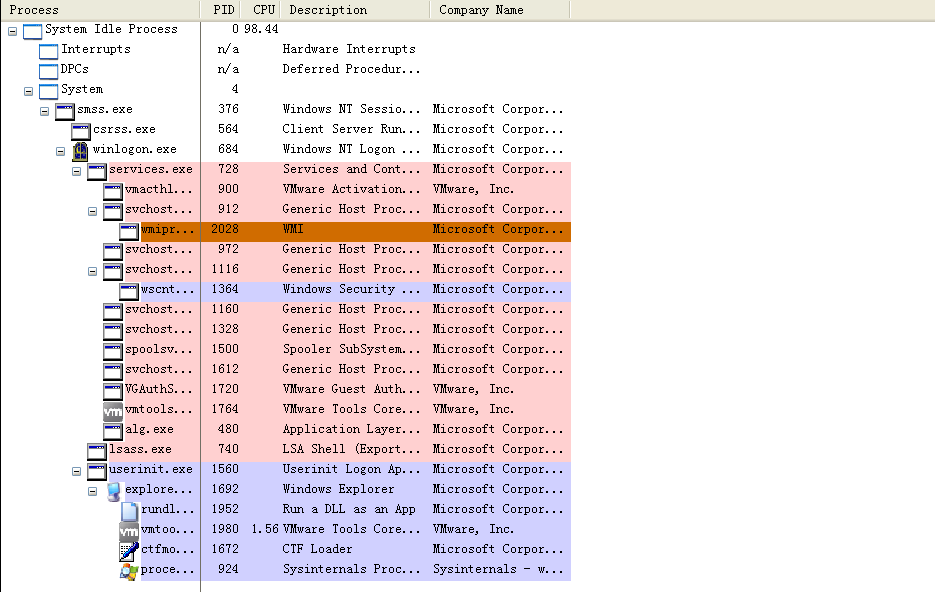 Process PID CPU Description Company Name
System Idle Process 0 98.44
Interrupts n/a Hardware Interrupts
DPCs n/a Deferred Procedur...
System 4
smss.exe 376 Windows NT Sessio... Microsoft Corpor...
csrss.exe 564 Client Server Run... Microsoft Corpor...
winlogon.exe 684 Windows NT Logon ... Microsoft Corpor...
services.exe 728 Services and Cont... Microsoft Corpor...
vmacthl... 900 VMware Activation... VMware, Inc.
svchost... 912 Generic Host Proc... Microsoft Corpor...
wmipr... 2028 WMI Microsoft Corpor...
svchost... 972 Generic Host Proc... Microsoft Corpor...
svchost... 1116 Generic Host Proc... Microsoft Corpor...
wscnt... 1364 Windows Security ... Microsoft Corpor...
svchost... 1160 Generic Host Proc... Microsoft Corpor...
svchost... 1328 Generic Host Proc... Microsoft Corpor...
spoolsv... 1500 Spooler SubSystem... Microsoft Corpor...
svchost... 1612 Generic Host Proc... Microsoft Corpor...
VGAuthS... 1720 VMware Guest Auth... VMware, Inc.
vm vmtools... 1764 VMware Tools Core... VMware, Inc.
alg.exe 480 Application Layer... Microsoft Corpor...
lsass.exe 740 LSA Shell (Export... Microsoft Corpor...
userinit.exe 1560 Userinit Logon Ap... Microsoft Corpor...
explore... 1692 Windows Explorer Microsoft Corpor...
rundl... 1952 Run a DLL as an App Microsoft Corpor...
vm vmtoo... 1980 1.56 VMware Tools Core... VMware, Inc.
ctfmo... 1672 CTF Loader Microsoft Corpor...
proce... 924 Sysinternals Proc... Sysinternals - w...